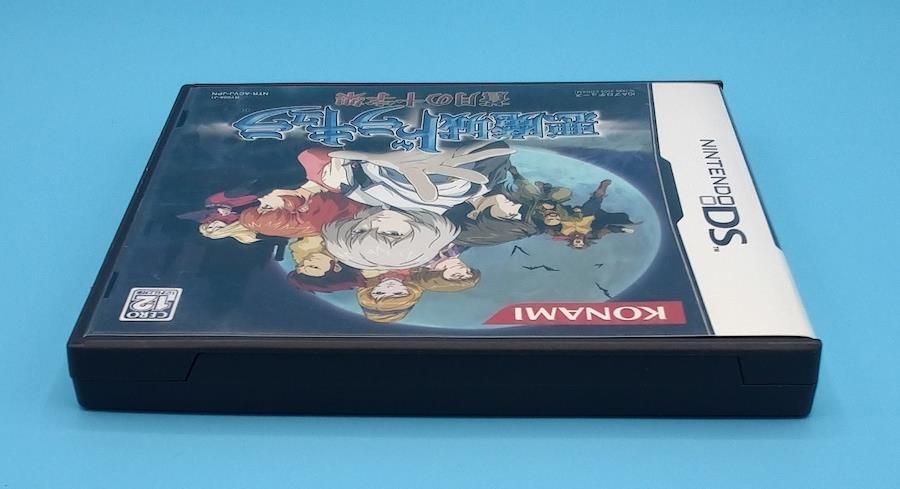 NINTENDO DS™
KONAMI
悪魔城ドラキュラ
蒼月の十字架
NTR-ACVJ-JPN
CERO
12